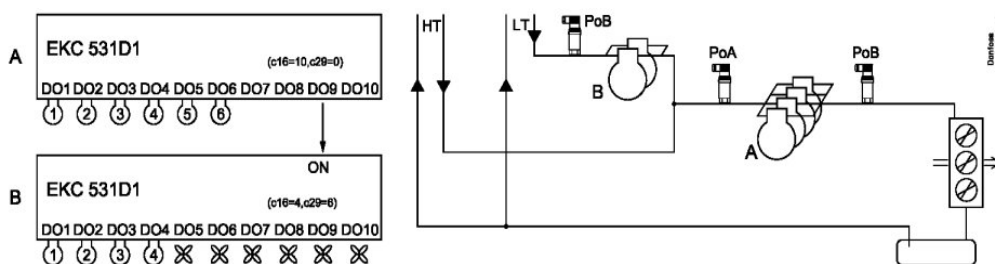 A
EKC 531D1
(c16=10,c29=0)
DO1 DO2 DO3 DO4 DO5 DO6 DO7 DO8 DO9 DO10
1 2 3 4 5 6
ON
B
EKC 531D1
(c16=4,c29=6)
DO1 DO2 DO3 DO4 DO5 DO6 DO7 DO8 DO9 DO10
1 2 3 4
HT LT PoB
B
PoA PoB
A
Danfoss